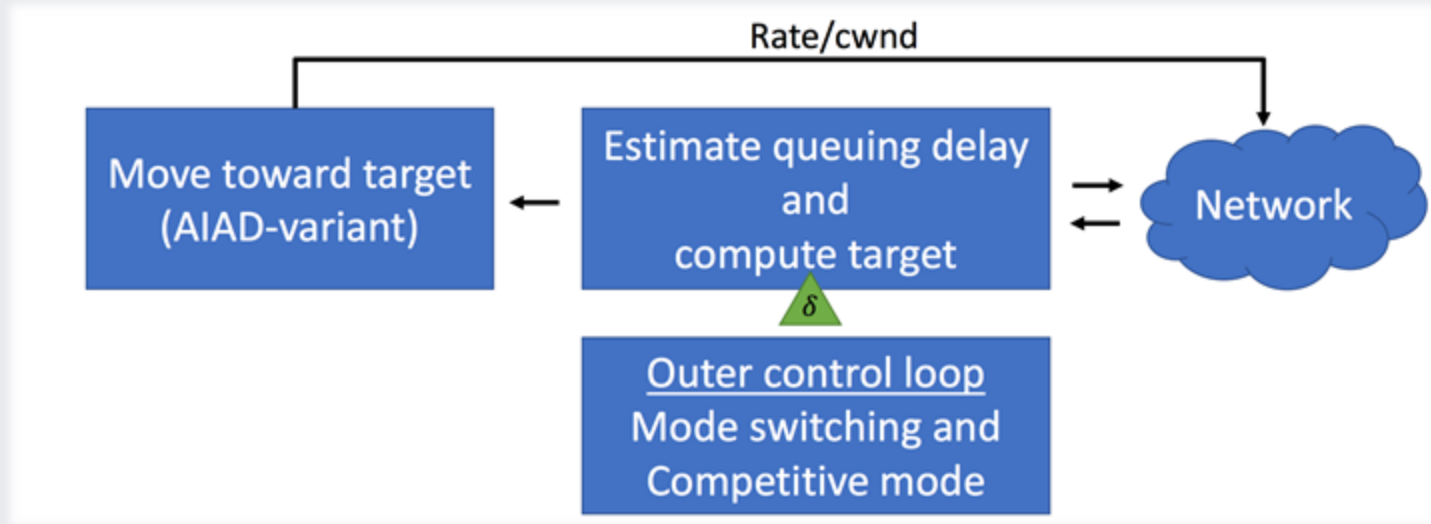 Rate/cwnd
Move toward target
(AIAD-variant)
Estimate queuing delay
and
compute target
Network
δ
Outer control loop
Mode switching and
Competitive mode